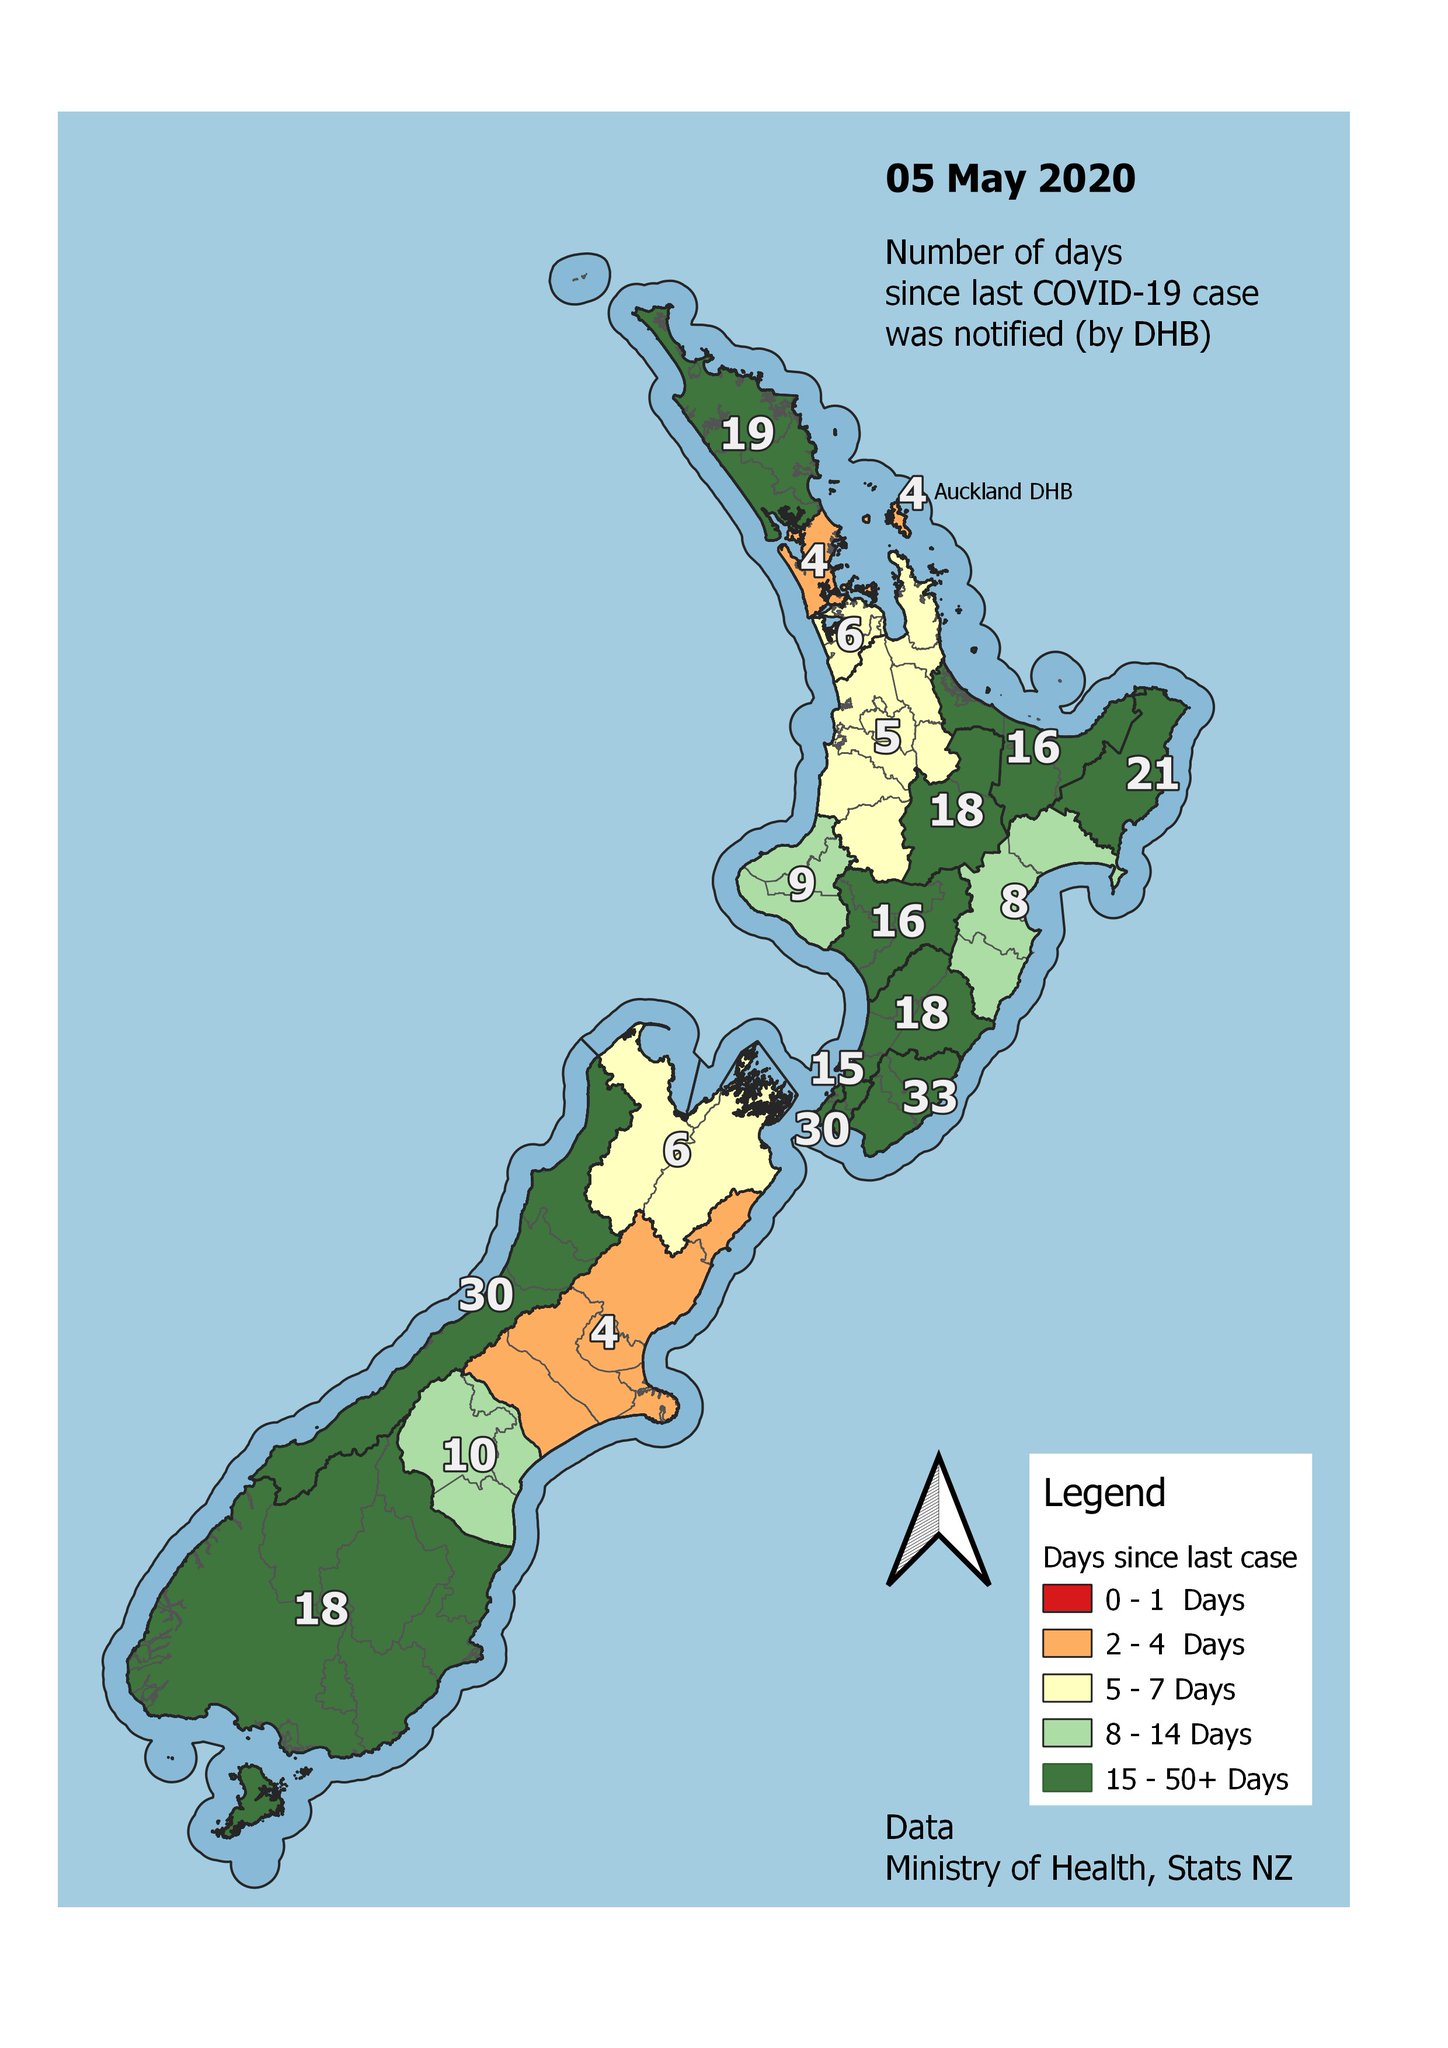 05 May 2020
Number of days
since last COVID-19 case
was notified (by DHB)
19
4 Auckland DHB
4
6
5
16
21
18
9
8
16
18
15
33
30
6
30
4
10
18
Legend
Days since last case
0 - 1 Days
2 - 4 Days
5 - 7 Days
8 - 14 Days
15 - 50+ Days
Data
Ministry of Health, Stats NZ